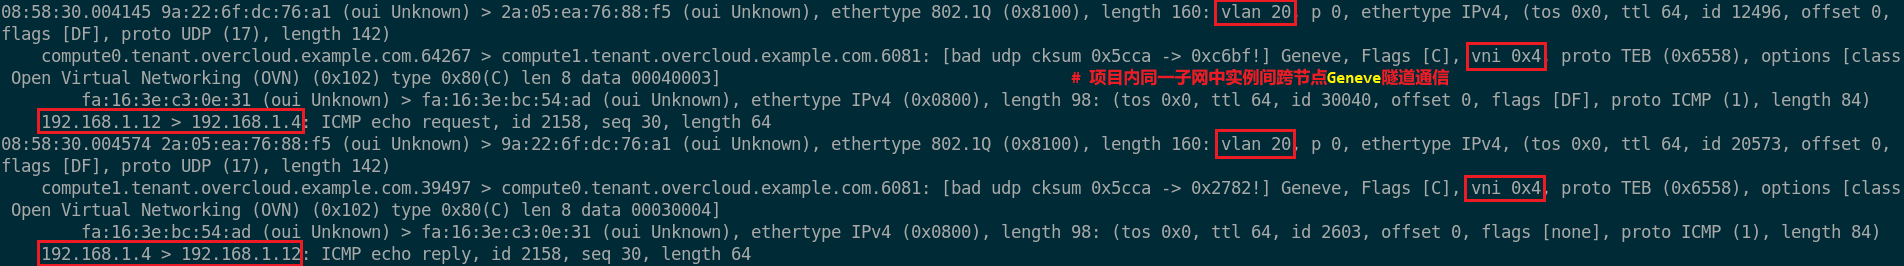 08:58:30.004145 9a:22:6f:dc:76:a1 (oui Unknown) > 2a:05:ea:76:88:f5 (oui Unknown), ethertype 802.1Q (0x8100), length 160: vlan 20, p 0, ethertype IPv4, (tos 0x0, ttl 64, id 12496, offset 0,
flags [DF], proto UDP (17), length 142)
compute0.tenant.overcloud.example.com.64267 > compute1.tenant.overcloud.example.com.6081: [bad udp cksum 0x5cca -> 0xc6bf!] Geneve, Flags [C], vni 0x4, proto TEB (0x6558), options [class
Open Virtual Networking (OVN) (0x102) type 0x80(C) len 8 data 00040003] # 项目内同一子网中实例间跨节点Geneve隧道通信
fa:16:3e:c3:0e:31 (oui Unknown) > fa:16:3e:bc:54:ad (oui Unknown), ethertype IPv4 (0x0800), length 98: (tos 0x0, ttl 64, id 30040, offset 0, flags [DF], proto ICMP (1), length 84)
192.168.1.12 > 192.168.1.4: ICMP echo request, id 2158, seq 30, length 64
08:58:30.004574 2a:05:ea:76:88:f5 (oui Unknown) > 9a:22:6f:dc:76:a1 (oui Unknown), ethertype 802.1Q (0x8100), length 160: vlan 20, p 0, ethertype IPv4, (tos 0x0, ttl 64, id 20573, offset 0,
flags [DF], proto UDP (17), length 142)
compute1.tenant.overcloud.example.com.39497 > compute0.tenant.overcloud.example.com.6081: [bad udp cksum 0x5cca -> 0x2782!] Geneve, Flags [C], vni 0x4, proto TEB (0x6558), options [class
Open Virtual Networking (OVN) (0x102) type 0x80(C) len 8 data 00030004]
fa:16:3e:bc:54:ad (oui Unknown) > fa:16:3e:c3:0e:31 (oui Unknown), ethertype IPv4 (0x0800), length 98: (tos 0x0, ttl 64, id 2603, offset 0, flags [none], proto ICMP (1), length 84)
192.168.1.4 > 192.168.1.12: ICMP echo reply, id 2158, seq 30, length 64